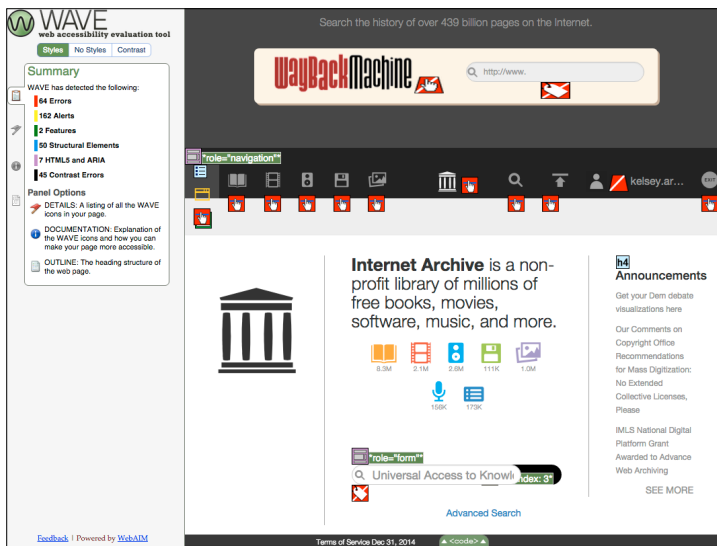 WAVE
web accessibility evaluation tool
Styles No Styles Contrast
Summary
WAVE has detected the following:
64 Errors
162 Alerts
2 Features
50 Structural Elements
7 HTML5 and ARIA
45 Contrast Errors
Panel Options
DETAILS: A listing of all the WAVE
icons in your page.
DOCUMENTATION: Explanation of
the WAVE icons and how you can
make your page more accessible.
OUTLINE: The heading structure of
the web page.
Feedback | Powered by WebAIM
Search the history of over 439 billion pages on the Internet.
WayBackMachine
http://www.
*role="navigation"*
kelsey.ar...
EXIT
Internet Archive is a non-
profit library of millions of
free books, movies,
software, music, and more.
8.3M 2.1M 2.6M 111K 1.0M
156K 173K
*role="form"*
Universal Access to Knowl
ndex: 3*
Advanced Search
h4
Announcements
Get your Dem debate
visualizations here
Our Comments on
Copyright Office
Recommendations
for Mass Digitization:
No Extended
Collective Licenses,
Please
IMLS National Digital
Platform Grant
Awarded to Advance
Web Archiving
SEE MORE
Terms of Service Dec 31, 2014
▲ <code> ▲